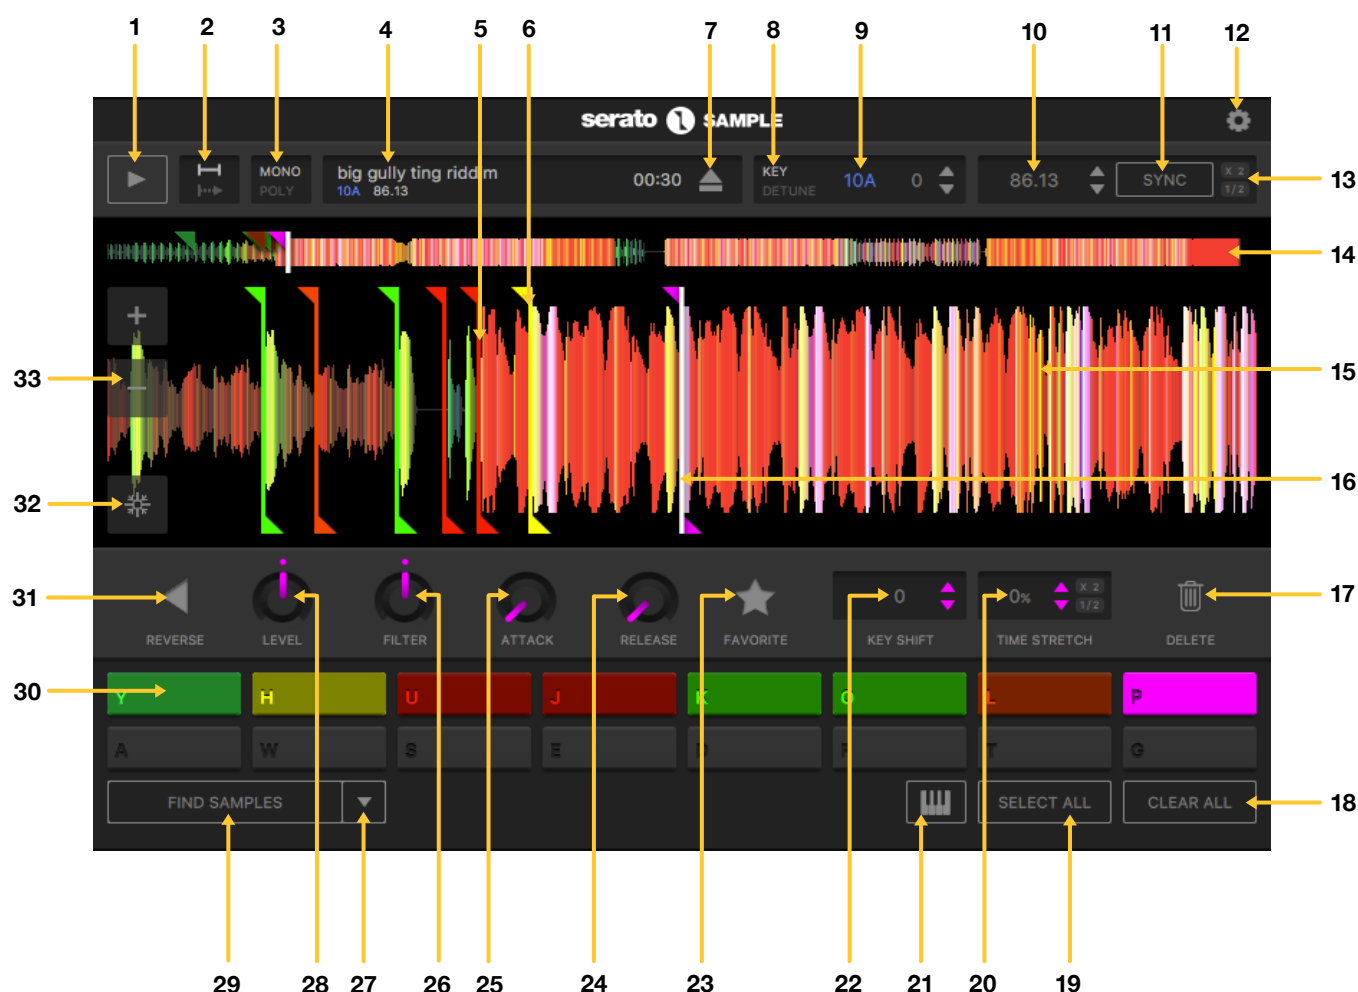 1 2 3 4 5 6 7 8 9 10 11 12
serato SAMPLE
MONO
POLY
big gully ting riddim
10A 86.13
00:30
KEY
DETUNE
10A 0
86.13
SYNC
x 2
1/2
13
14
15
16
33
32
31
REVERSE LEVEL FILTER ATTACK RELEASE FAVORITE
0
KEY SHIFT
0%
x 2
1/2
TIME STRETCH
DELETE
17
30
Y H U J K O L P
A W S E D F T G
FIND SAMPLES
SELECT ALL
CLEAR ALL
18
29 28 27 26 25 24 23 22 21 20 19